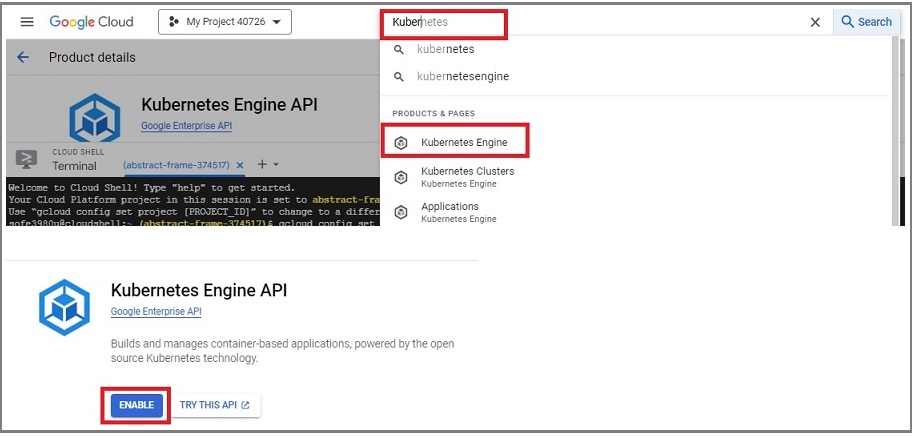 Google Cloud
My Project 40726
Kubernetes
Search
Product details
kubernetes
kubernetesengine
Kubernetes Engine API
Google Enterprise API
PRODUCTS & PAGES
Kubernetes Engine
CLOUD SHELL
Terminal
(abstract-frame-374517)
Kubernetes Clusters
Kubernetes Engine
Applications
Kubernetes Engine
Welcome to Cloud Shell! Type "help" to get started.
Your Cloud Platform project in this session is set to abstract-fra
Use “gcloud config set project [PROJECT_ID]” to change to a differ
sofe3980u@cloudshell:~ (abstract-frame-374517)$ gcloud config set
Kubernetes Engine API
Google Enterprise API
Builds and manages container-based applications, powered by the open
source Kubernetes technology.
ENABLE
TRY THIS API